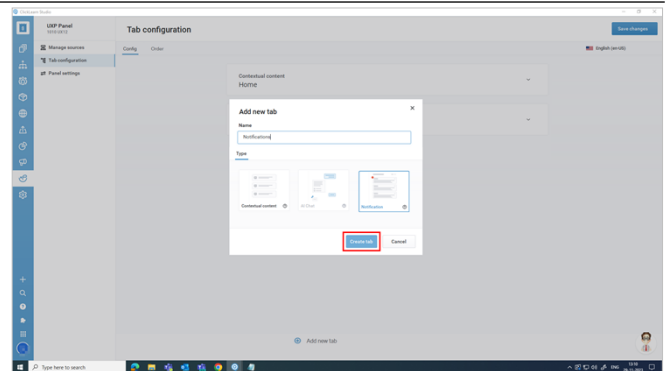 UXP Panel
Tab configuration
Save changes
Manage sources
Tab configuration
Panel settings
Config
Order
English (en-US)
Contextual content
Home
Add new tab
Name
Notifications
Type
Contextual content
AI Chat
Notification
Create tab
Cancel
Add new tab
Type here to search
ENG